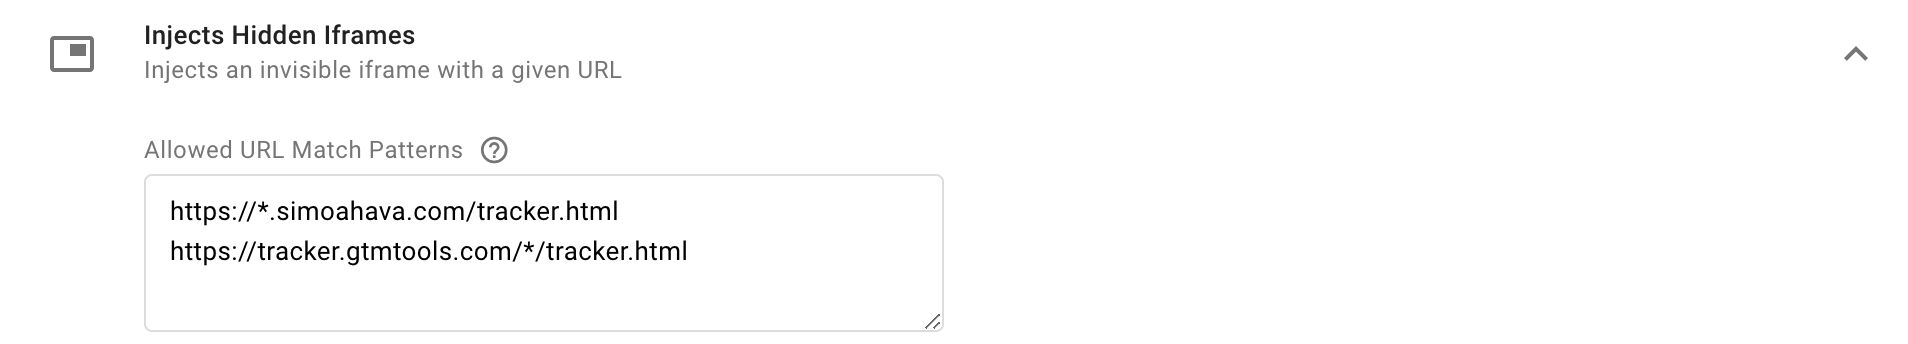 Injects Hidden Iframes
Injects an invisible iframe with a given URL
Allowed URL Match Patterns ?
https://*.simoahava.com/tracker.html
https://tracker.gtmtools.com/*/tracker.html